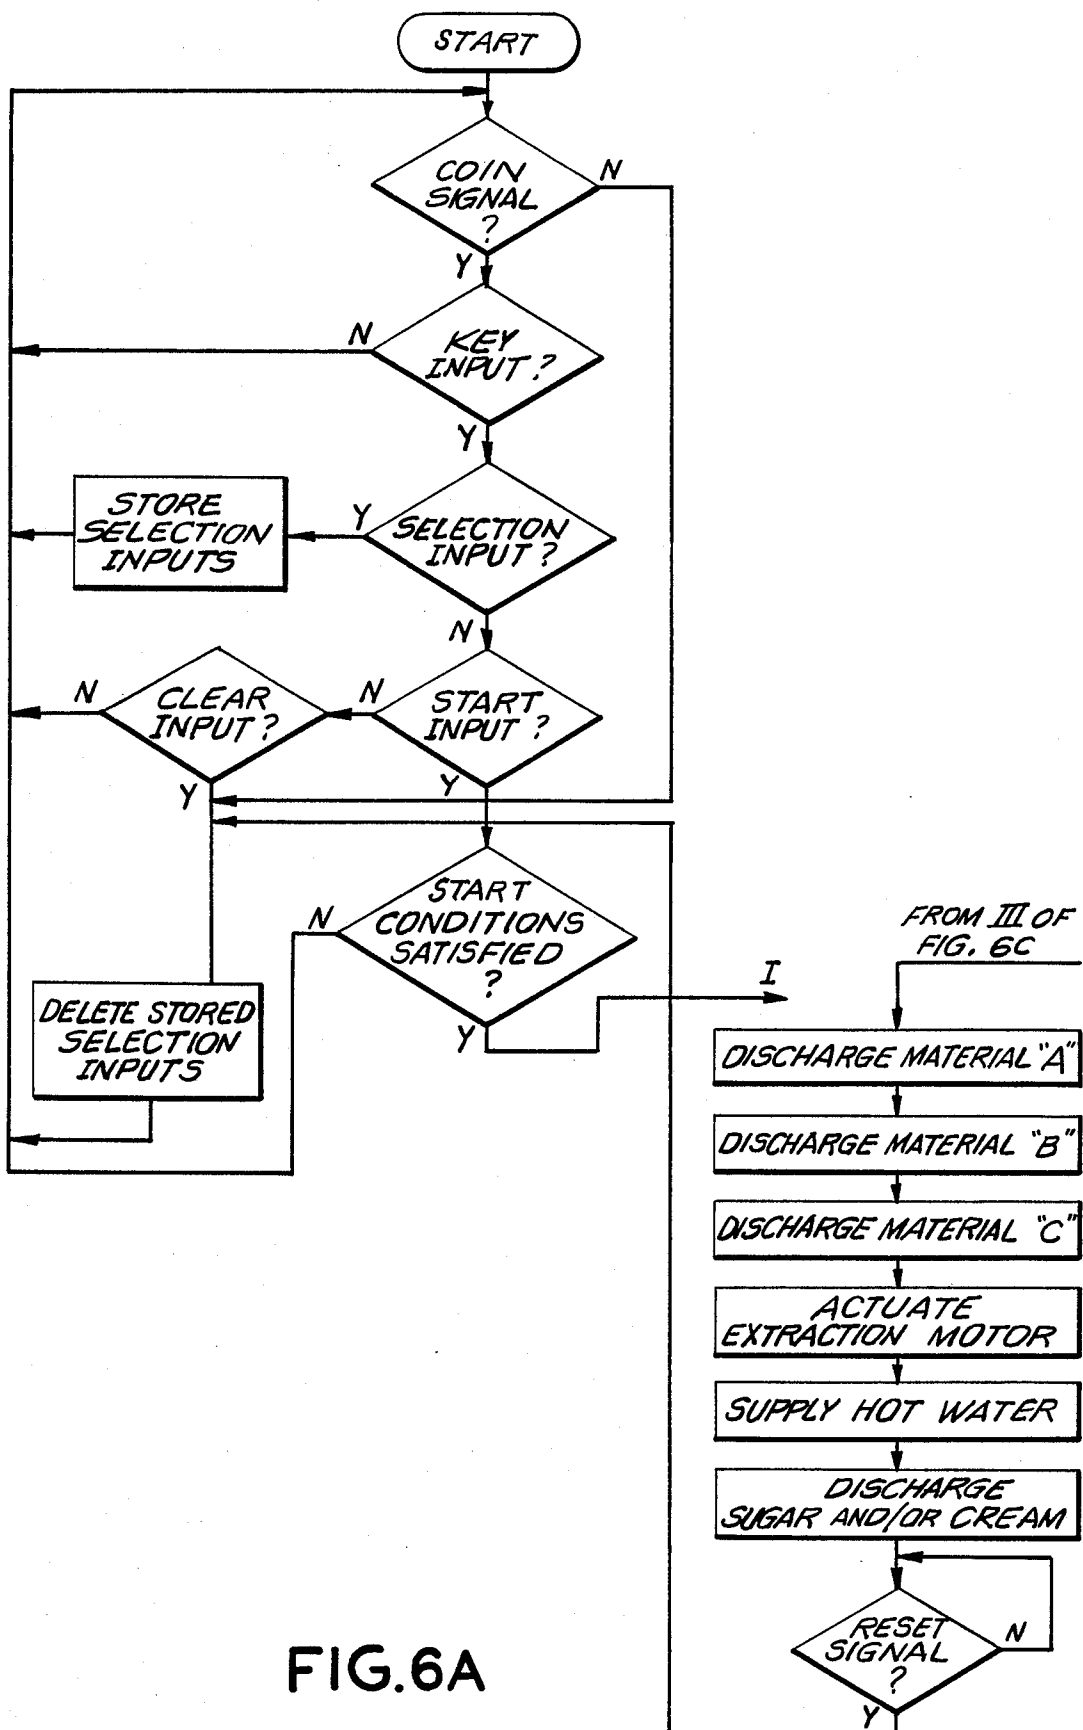 START
COIN
SIGNAL
?
N
Y
KEY
INPUT?
N
Y
SELECTION
INPUT?
Y
STORE
SELECTION
INPUTS
N
START
INPUT?
N
CLEAR
INPUT?
N
Y
Y
START
CONDITIONS
SATISFIED
?
N
Y
I
DELETE STORED
SELECTION
INPUTS
FROM III OF
FIG. 6C
DISCHARGE MATERIAL "A"
DISCHARGE MATERIAL "B"
DISCHARGE MATERIAL "C"
ACTUATE
EXTRACTION MOTOR
SUPPLY HOT WATER
DISCHARGE
SUGAR AND/OR CREAM
RESET
SIGNAL
?
N
Y
FIG.6A